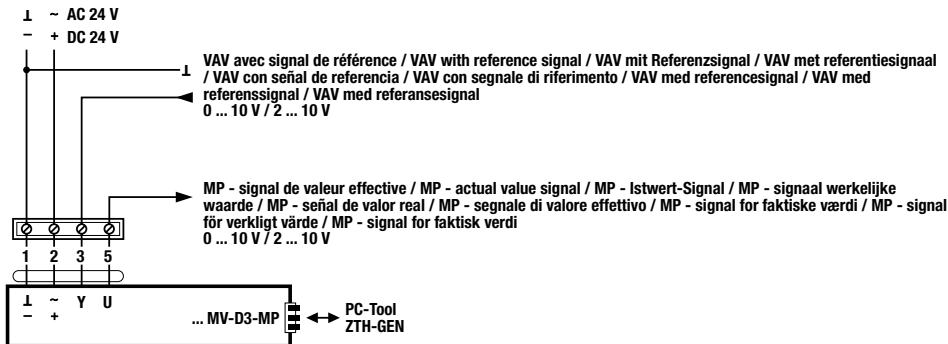 ⊥ ~ AC 24 V
− + DC 24 V
⊥
VAV avec signal de référence / VAV with reference signal / VAV mit Referenzsignal / VAV met referentiesignaal
/ VAV con señal de referencia / VAV con segnale di riferimento / VAV med referencesignal / VAV med
referenssignal / VAV med referansesignal
0 ... 10 V / 2 ... 10 V
MP - signal de valeur effective / MP - actual value signal / MP - Istwert-Signal / MP - signaal werkelijke
waarde / MP - señal de valor real / MP - segnale di valore effettivo / MP - signal for faktiske værdi / MP - signal
för verkligt värde / MP - signal for faktisk verdi
0 ... 10 V / 2 ... 10 V
1 2 3 5
⊥ ~ Y U
− +
... MV-D3-MP
PC-Tool
ZTH-GEN